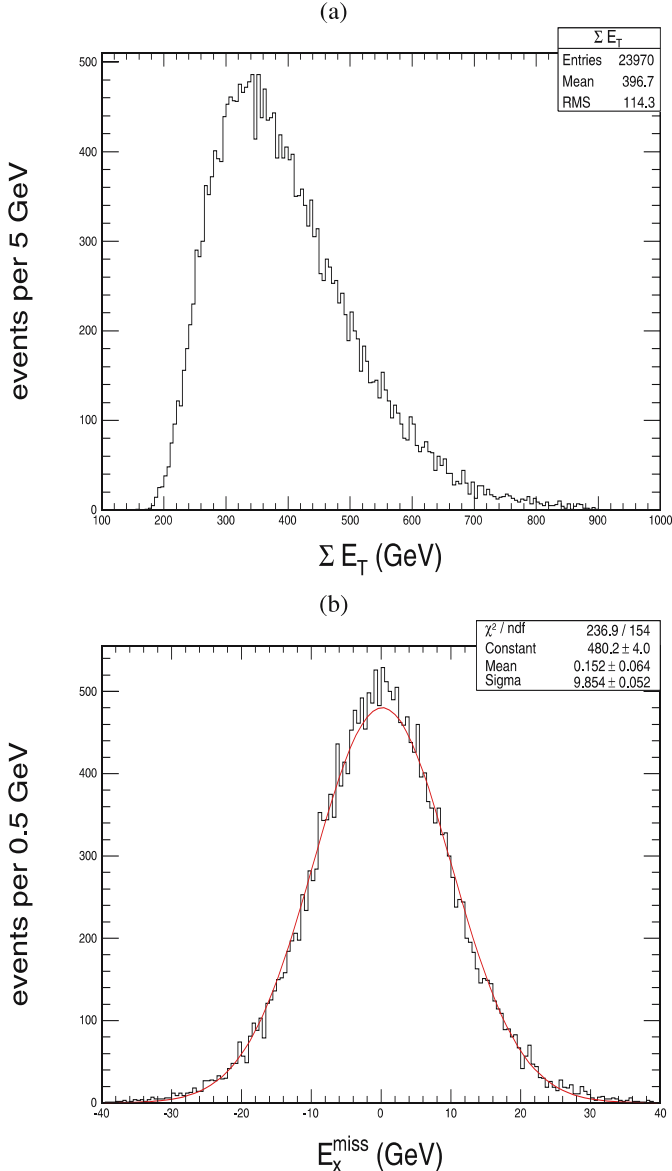 (a)
Σ E_T
Entries 23970
Mean 396.7
RMS 114.3
500
400
300
200
100
0
events per 5 GeV
100 200 300 400 500 600 700 800 900 1000
Σ E_T (GeV)
(b)
χ² / ndf 236.9 / 154
Constant 480.2 ± 4.0
Mean 0.152 ± 0.064
Sigma 9.854 ± 0.052
500
400
300
200
100
0
events per 0.5 GeV
-40 -30 -20 -10 0 10 20 30 40
E_x^miss (GeV)